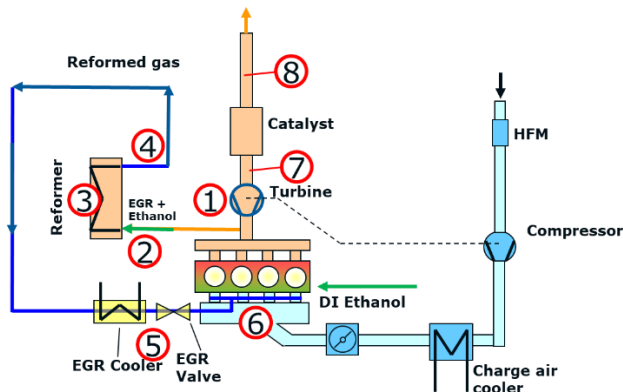 8
Reformed gas
Catalyst
HFM
4
7
Reformer
3
1
Turbine
EGR +
Ethanol
2
Compressor
DI Ethanol
6
5
EGR Cooler
EGR
Valve
Charge air
cooler